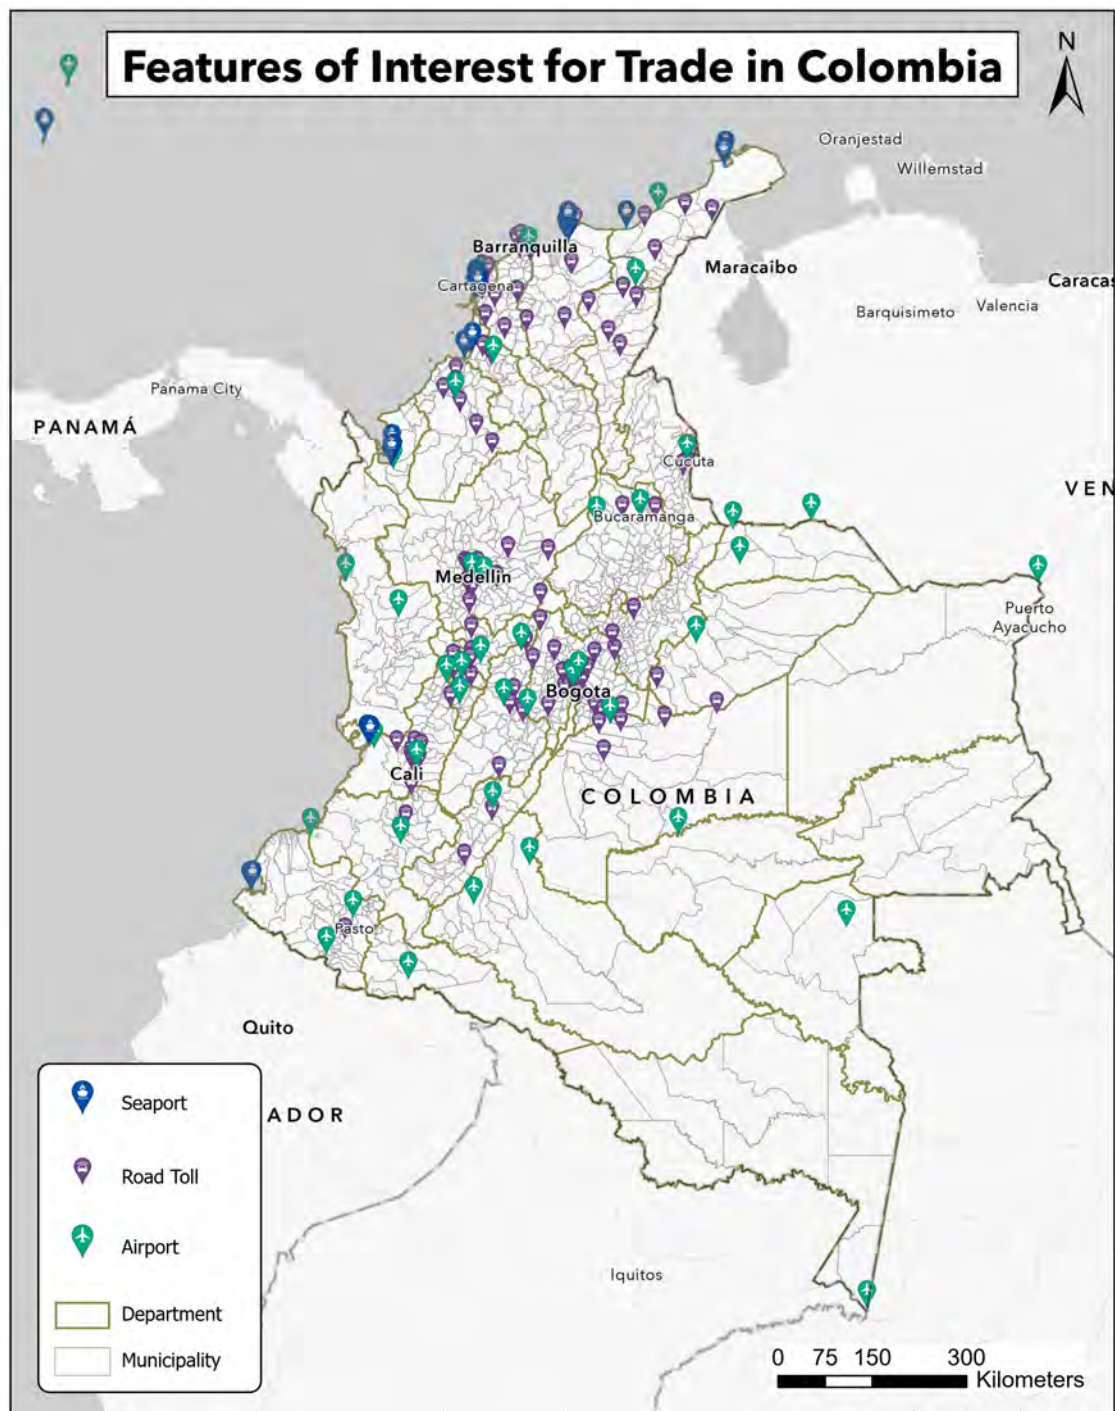 Features of Interest for Trade in Colombia
N
Oranjestad
Willemstad
Barranquilla
Maracaibo
Caracas
Cartagena
Valencia
Barquisimeto
Panama City
PANAMÁ
Cucuta
VEN
Bucaramanga
Medellin
Puerto
Ayacucho
Bogota
Cali
COLOMBIA
Pasto
Quito
ADOR
Iquitos
Seaport
Road Toll
Airport
Department
Municipality
0 75 150 300
Kilometers